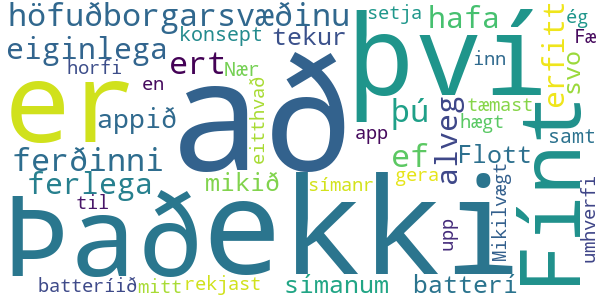 höfuðborgarsvæðinu
setja
hafa
ég
Fæ
eiginlega
konsept
tekur
því
erfitt
svo
horfi
ert
Nær
inn
er
að
en
eitthvað
appið
app
þú
alveg
tæmast
hægt
samt
Fínt
ferðinni
ef
Flott
ferlega
mikið
símanr
gera
til
Það
ekki
upp
Mikilvægt
umhverfi
batteríið
mitt
rekjast
símanum
batterí